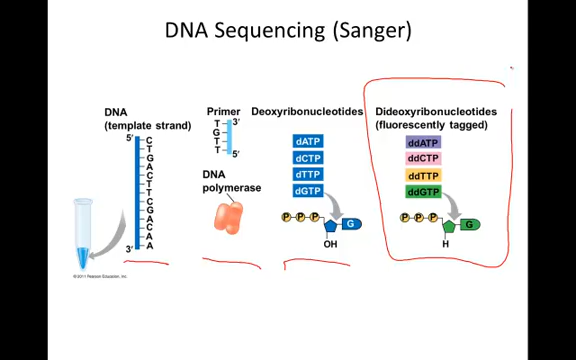 DNA Sequencing (Sanger)
DNA
(template strand)
5'
C
T
G
A
C
T
T
C
G
A
C
A
A
3'
Primer
T
G
T
T
3'
5'
DNA
polymerase
Deoxyribonucleotides
dATP
dCTP
dTTP
dGTP
P P P
G
OH
Dideoxyribonucleotides
(fluorescently tagged)
ddATP
ddCTP
ddTTP
ddGTP
P P P
G
H
©2011 Pearson Education, Inc.